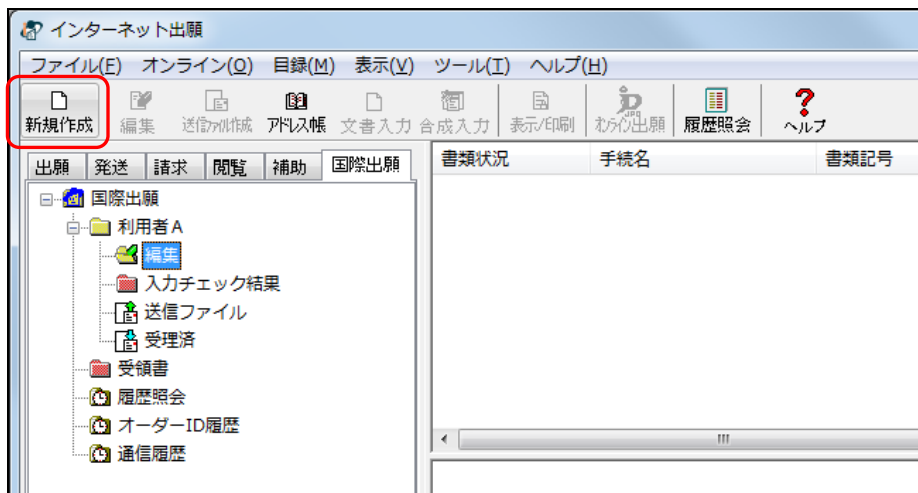 インターネット出願
ファイル(F) オンライン(O) 目録(M) 表示(V) ツール(T) ヘルプ(H)
新規作成 編集 送信ファイル作成 アドレス帳 文書入力 合成入力 表示/印刷 オンライン出願 履歴照会 ヘルプ
出願 発送 請求 閲覧 補助 国際出願
書類状況 手続名 書類記号
国際出願
利用者A
編集
入力チェック結果
送信ファイル
受理済
受領書
履歴照会
オーダーID履歴
通信履歴